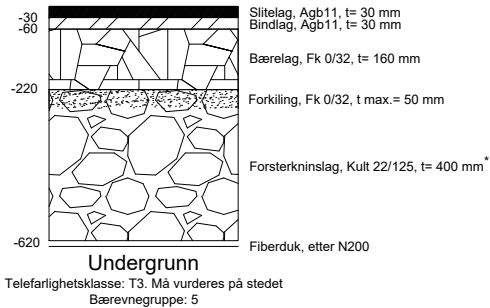 -30
Slitelag, Agb11, t= 30 mm
-60
Bindlag, Agb11, t= 30 mm
Bærelag, Fk 0/32, t= 160 mm
-220
Forkiling, Fk 0/32, t max.= 50 mm
Forsterkninslag, Kult 22/125, t= 400 mm*
-620
Fiberduk, etter N200
Undergrunn
Telefarlighetsklasse: T3. Må vurderes på stedet
Bærevnegruppe: 5